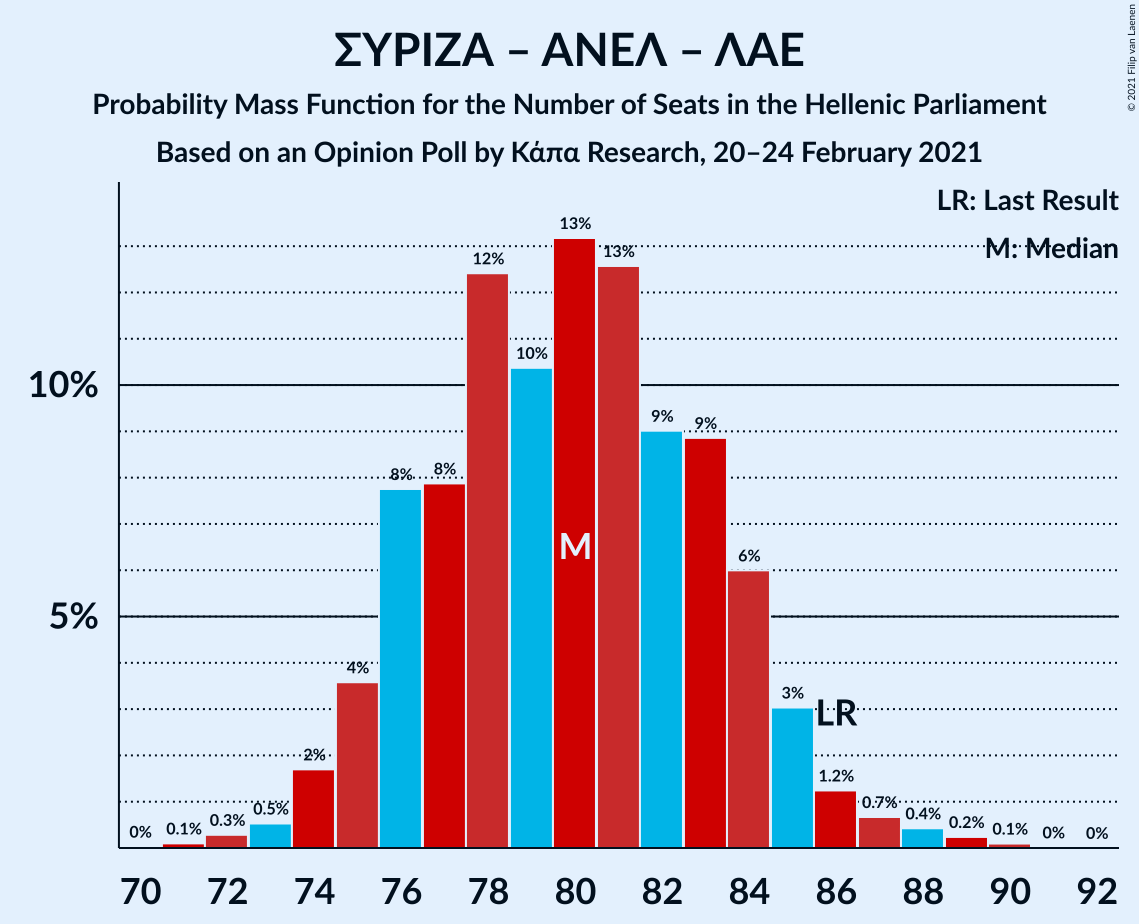 ΣΥΡΙΖΑ – ΑΝΕΛ – ΛΑΕ
Probability Mass Function for the Number of Seats in the Hellenic Parliament
Based on an Opinion Poll by Κάπα Research, 20–24 February 2021
© 2021 Filip van Laenen
LR: Last Result
M: Median
13%
13%
12%
10%
10%
9%
9%
8%
8%
M
6%
5%
4%
3%
LR
2%
1.2%
0.7%
0.5%
0.4%
0.3%
0.2%
0% 0.1% 0.1% 0% 0%
70 72 74 76 78 80 82 84 86 88 90 92